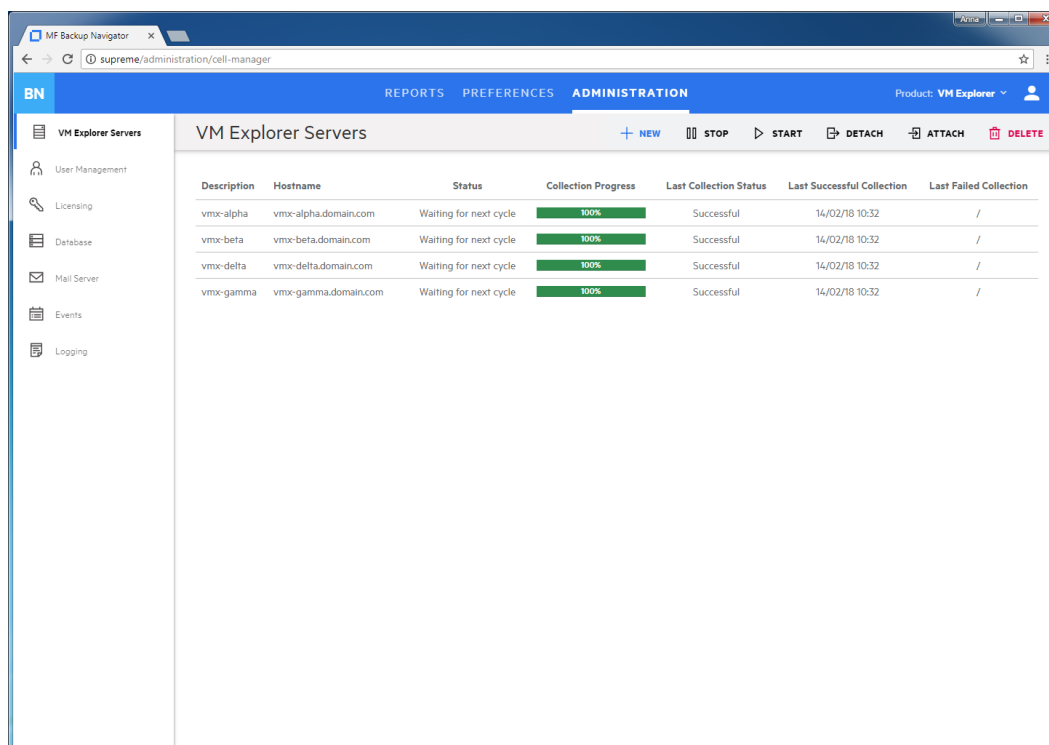 Anna
MF Backup Navigator
supreme/administration/cell-manager
BN REPORTS PREFERENCES ADMINISTRATION Product: VM Explorer
VM Explorer Servers
User Management
Licensing
Database
Mail Server
Events
Logging
VM Explorer Servers NEW STOP START DETACH ATTACH DELETE
Description Hostname Status Collection Progress Last Collection Status Last Successful Collection Last Failed Collection
vmx-alpha vmx-alpha.domain.com Waiting for next cycle 100% Successful 14/02/18 10:32 /
vmx-beta vmx-beta.domain.com Waiting for next cycle 100% Successful 14/02/18 10:32 /
vmx-delta vmx-delta.domain.com Waiting for next cycle 100% Successful 14/02/18 10:32 /
vmx-gamma vmx-gamma.domain.com Waiting for next cycle 100% Successful 14/02/18 10:32 /